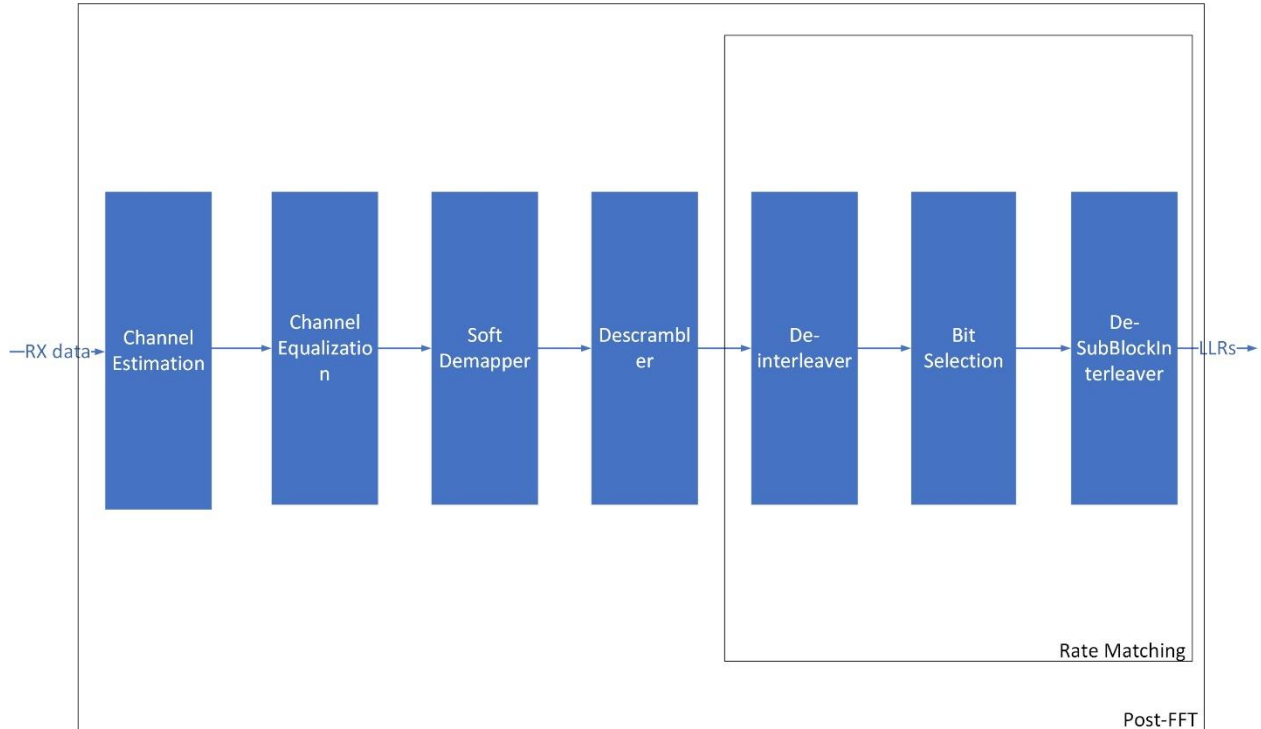 RX data
Channel
Estimation
Channel
Equalizatio
n
Soft
Demapper
Descrambl
er
De-
interleaver
Bit
Selection
De-
SubBlockIn
terleaver
LLRs
Rate Matching
Post-FFT